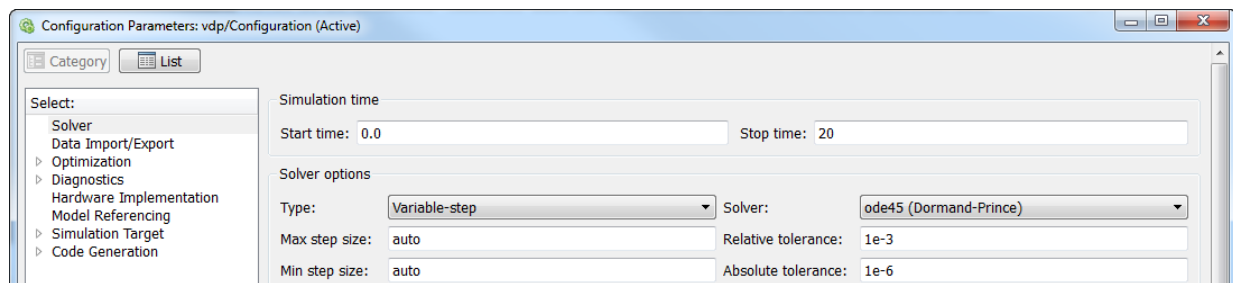 Configuration Parameters: vdp/Configuration (Active)
Category List
Select:
Solver
Data Import/Export
Optimization
Diagnostics
Hardware Implementation
Model Referencing
Simulation Target
Code Generation
Simulation time
Start time: 0.0 Stop time: 20
Solver options
Type: Variable-step Solver: ode45 (Dormand-Prince)
Max step size: auto Relative tolerance: 1e-3
Min step size: auto Absolute tolerance: 1e-6